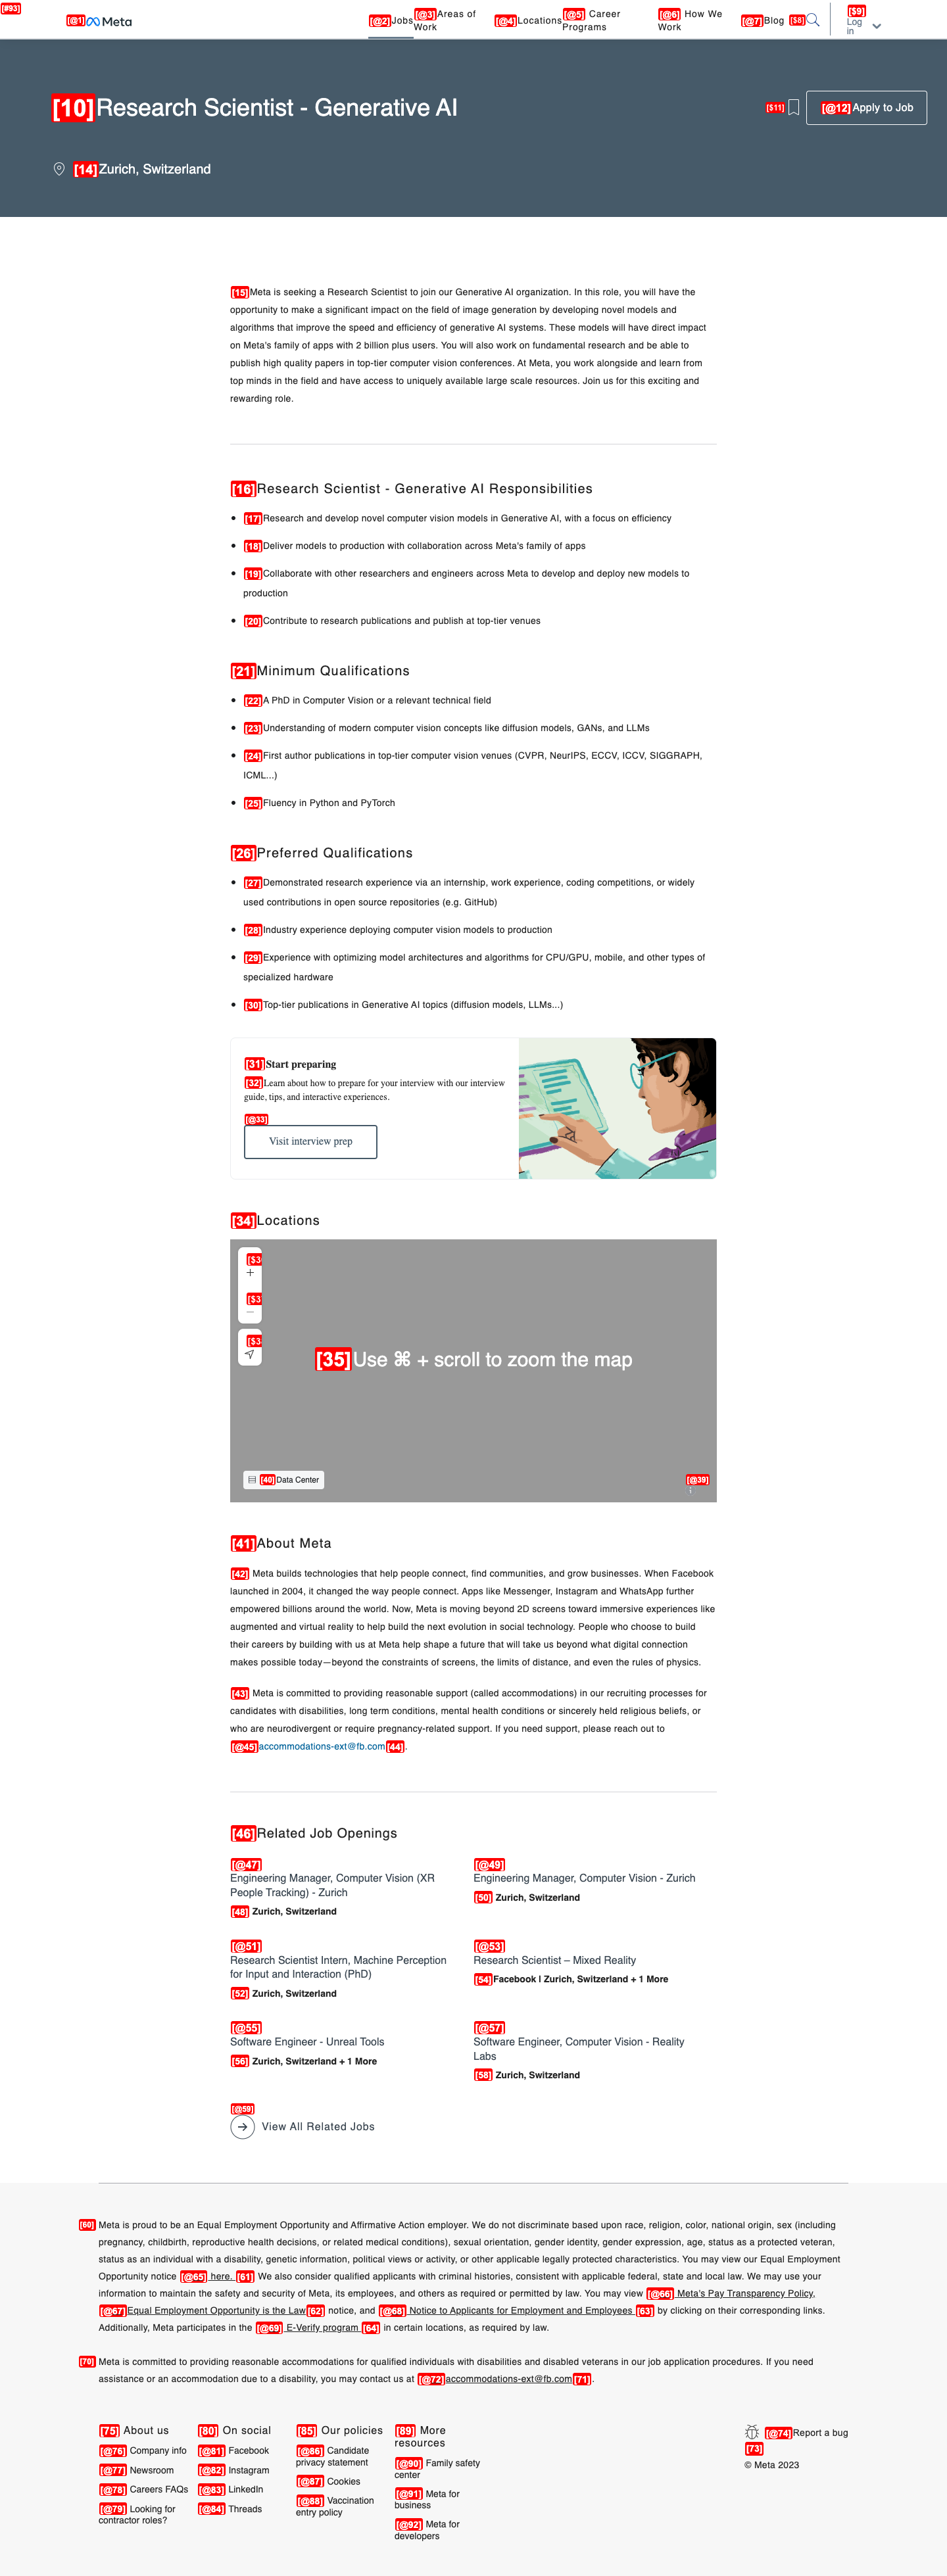 [#93]
[@1] Meta
[@2]Jobs
[@3]Areas of Work
[@4]Locations
[@5] Career Programs
[@6] How We Work
[@7]Blog
[$8]
[$9]
Log in
[10]Research Scientist - Generative AI
[$11]
[@12]Apply to Job
[14]Zurich, Switzerland
[15]Meta is seeking a Research Scientist to join our Generative AI organization. In this role, you will have the
opportunity to make a significant impact on the field of image generation by developing novel models and
algorithms that improve the speed and efficiency of generative AI systems. These models will have direct impact
on Meta's family of apps with 2 billion plus users. You will also work on fundamental research and be able to
publish high quality papers in top-tier computer vision conferences. At Meta, you work alongside and learn from
top minds in the field and have access to uniquely available large scale resources. Join us for this exciting and
rewarding role.
[16]Research Scientist - Generative AI Responsibilities
• [17]Research and develop novel computer vision models in Generative AI, with a focus on efficiency
• [18]Deliver models to production with collaboration across Meta's family of apps
• [19]Collaborate with other researchers and engineers across Meta to develop and deploy new models to
production
• [20]Contribute to research publications and publish at top-tier venues
[21]Minimum Qualifications
• [22]A PhD in Computer Vision or a relevant technical field
• [23]Understanding of modern computer vision concepts like diffusion models, GANs, and LLMs
• [24]First author publications in top-tier computer vision venues (CVPR, NeurIPS, ECCV, ICCV, SIGGRAPH,
ICML...)
• [25]Fluency in Python and PyTorch
[26]Preferred Qualifications
• [27]Demonstrated research experience via an internship, work experience, coding competitions, or widely
used contributions in open source repositories (e.g. GitHub)
• [28]Industry experience deploying computer vision models to production
• [29]Experience with optimizing model architectures and algorithms for CPU/GPU, mobile, and other types of
specialized hardware
• [30]Top-tier publications in Generative AI topics (diffusion models, LLMs...)
[31]Start preparing
[32]Learn about how to prepare for your interview with our interview
guide, tips, and interactive experiences.
[@33]
Visit interview prep
[34]Locations
[$3
+
[$3
−
[$3
[35]Use ⌘ + scroll to zoom the map
[40]Data Center
[@39]
i
[41]About Meta
[42] Meta builds technologies that help people connect, find communities, and grow businesses. When Facebook
launched in 2004, it changed the way people connect. Apps like Messenger, Instagram and WhatsApp further
empowered billions around the world. Now, Meta is moving beyond 2D screens toward immersive experiences like
augmented and virtual reality to help build the next evolution in social technology. People who choose to build
their careers by building with us at Meta help shape a future that will take us beyond what digital connection
makes possible today—beyond the constraints of screens, the limits of distance, and even the rules of physics.
[43] Meta is committed to providing reasonable support (called accommodations) in our recruiting processes for
candidates with disabilities, long term conditions, mental health conditions or sincerely held religious beliefs, or
who are neurodivergent or require pregnancy-related support. If you need support, please reach out to
[@45]accommodations-ext@fb.com[44].
[46]Related Job Openings
[@47]
Engineering Manager, Computer Vision (XR
People Tracking) - Zurich
[48] Zurich, Switzerland
[@49]
Engineering Manager, Computer Vision - Zurich
[50] Zurich, Switzerland
[@51]
Research Scientist Intern, Machine Perception
for Input and Interaction (PhD)
[52] Zurich, Switzerland
[@53]
Research Scientist – Mixed Reality
[54]Facebook | Zurich, Switzerland + 1 More
[@55]
Software Engineer - Unreal Tools
[56] Zurich, Switzerland + 1 More
[@57]
Software Engineer, Computer Vision - Reality
Labs
[58] Zurich, Switzerland
[@59]
View All Related Jobs
[60] Meta is proud to be an Equal Employment Opportunity and Affirmative Action employer. We do not discriminate based upon race, religion, color, national origin, sex (including
pregnancy, childbirth, reproductive health decisions, or related medical conditions), sexual orientation, gender identity, gender expression, age, status as a protected veteran,
status as an individual with a disability, genetic information, political views or activity, or other applicable legally protected characteristics. You may view our Equal Employment
Opportunity notice [@65] here. [61] We also consider qualified applicants with criminal histories, consistent with applicable federal, state and local law. We may use your
information to maintain the safety and security of Meta, its employees, and others as required or permitted by law. You may view [@66] Meta's Pay Transparency Policy,
[@67]Equal Employment Opportunity is the Law[62] notice, and [@68] Notice to Applicants for Employment and Employees [63] by clicking on their corresponding links.
Additionally, Meta participates in the [@69] E-Verify program [64] in certain locations, as required by law.
[70] Meta is committed to providing reasonable accommodations for qualified individuals with disabilities and disabled veterans in our job application procedures. If you need
assistance or an accommodation due to a disability, you may contact us at [@72]accommodations-ext@fb.com[71].
[75] About us
[@76] Company info
[@77] Newsroom
[@78] Careers FAQs
[@79] Looking for
contractor roles?
[80] On social
[@81] Facebook
[@82] Instagram
[@83] LinkedIn
[@84] Threads
[85] Our policies
[@86] Candidate
privacy statement
[@87] Cookies
[@88] Vaccination
entry policy
[89] More
resources
[@90] Family safety
center
[@91] Meta for
business
[@92] Meta for
developers
[@74]Report a bug
[73]
© Meta 2023